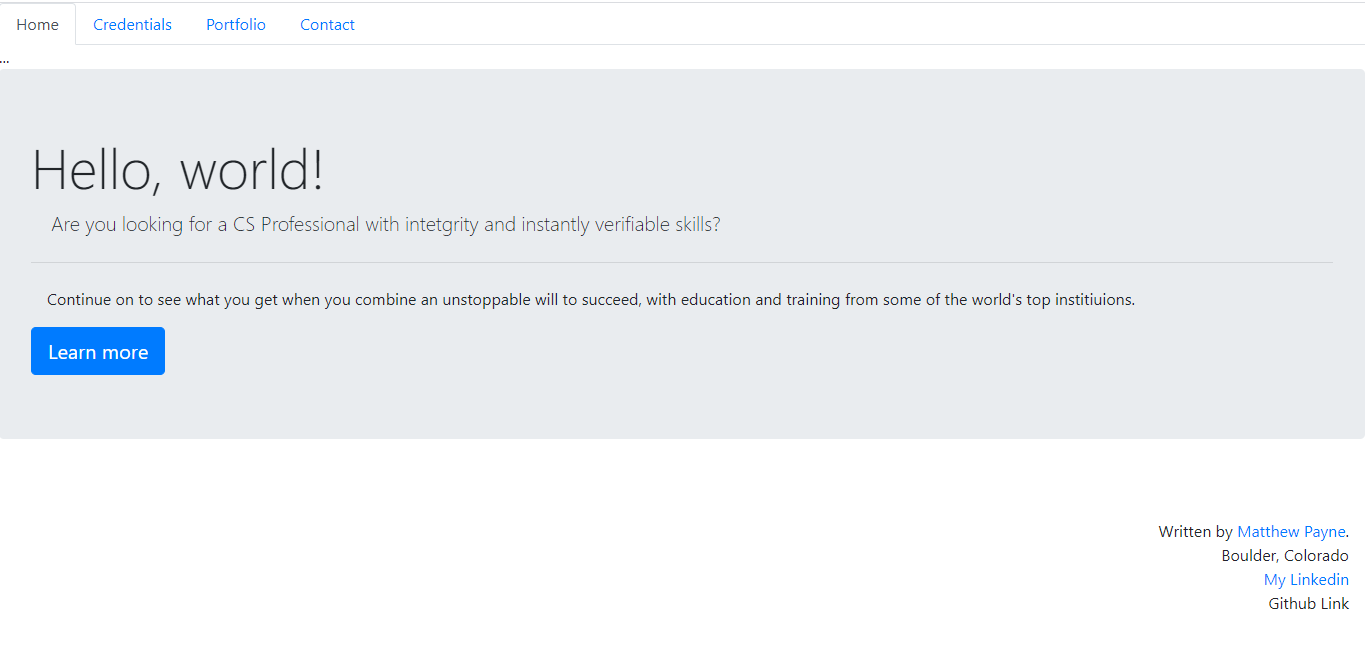 Home Credentials Portfolio Contact
...
Hello, world!
Are you looking for a CS Professional with intetgrity and instantly verifiable skills?
Continue on to see what you get when you combine an unstoppable will to succeed, with education and training from some of the world's top institiuions.
Learn more
Written by Matthew Payne.
Boulder, Colorado
My Linkedin
Github Link